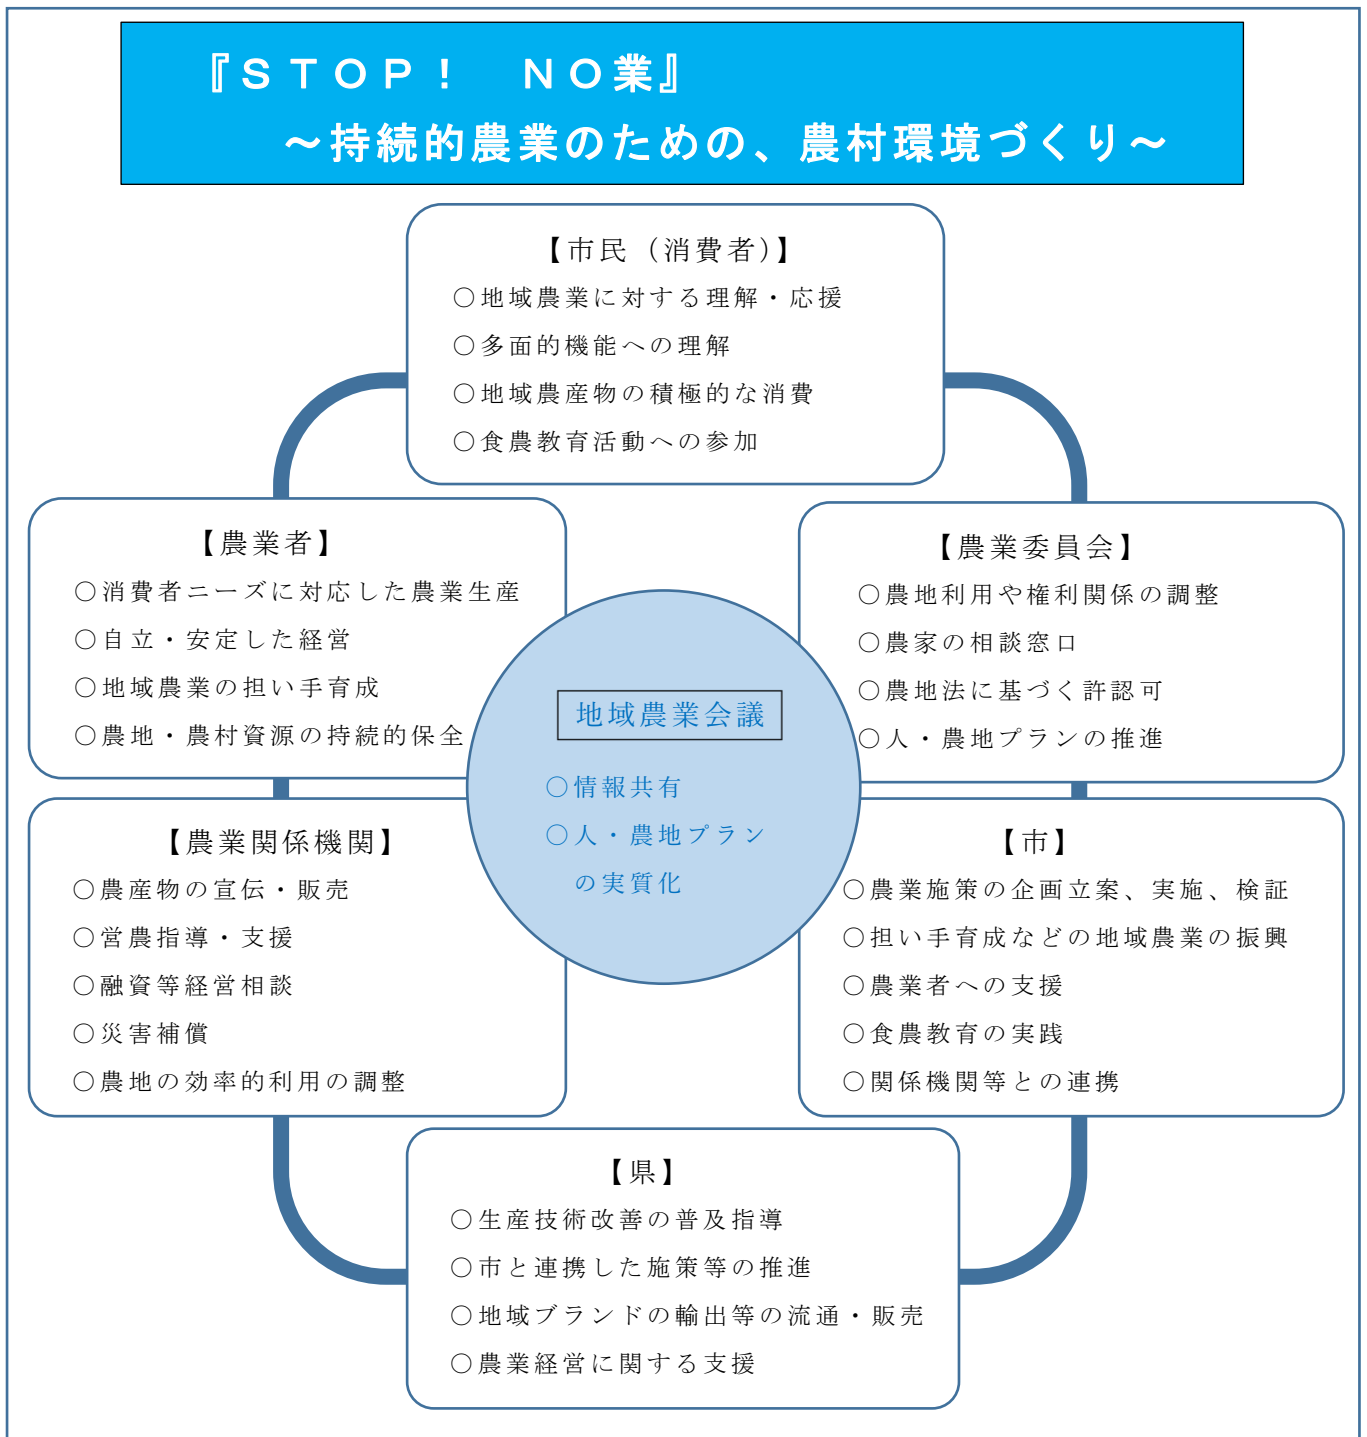 『ＳＴＯＰ！　ＮＯ業』
～持続的農業のための、農村環境づくり～
【市民（消費者）】
○地域農業に対する理解・応援
○多面的機能への理解
○地域農産物の積極的な消費
○食農教育活動への参加
【農業者】
○消費者ニーズに対応した農業生産
○自立・安定した経営
○地域農業の担い手育成
○農地・農村資源の持続的保全
【農業委員会】
○農地利用や権利関係の調整
○農家の相談窓口
○農地法に基づく許認可
○人・農地プランの推進
地域農業会議
○情報共有
○人・農地プラン
の実質化
【農業関係機関】
○農産物の宣伝・販売
○営農指導・支援
○融資等経営相談
○災害補償
○農地の効率的利用の調整
【市】
○農業施策の企画立案、実施、検証
○担い手育成などの地域農業の振興
○農業者への支援
○食農教育の実践
○関係機関等との連携
【県】
○生産技術改善の普及指導
○市と連携した施策等の推進
○地域ブランドの輸出等の流通・販売
○農業経営に関する支援